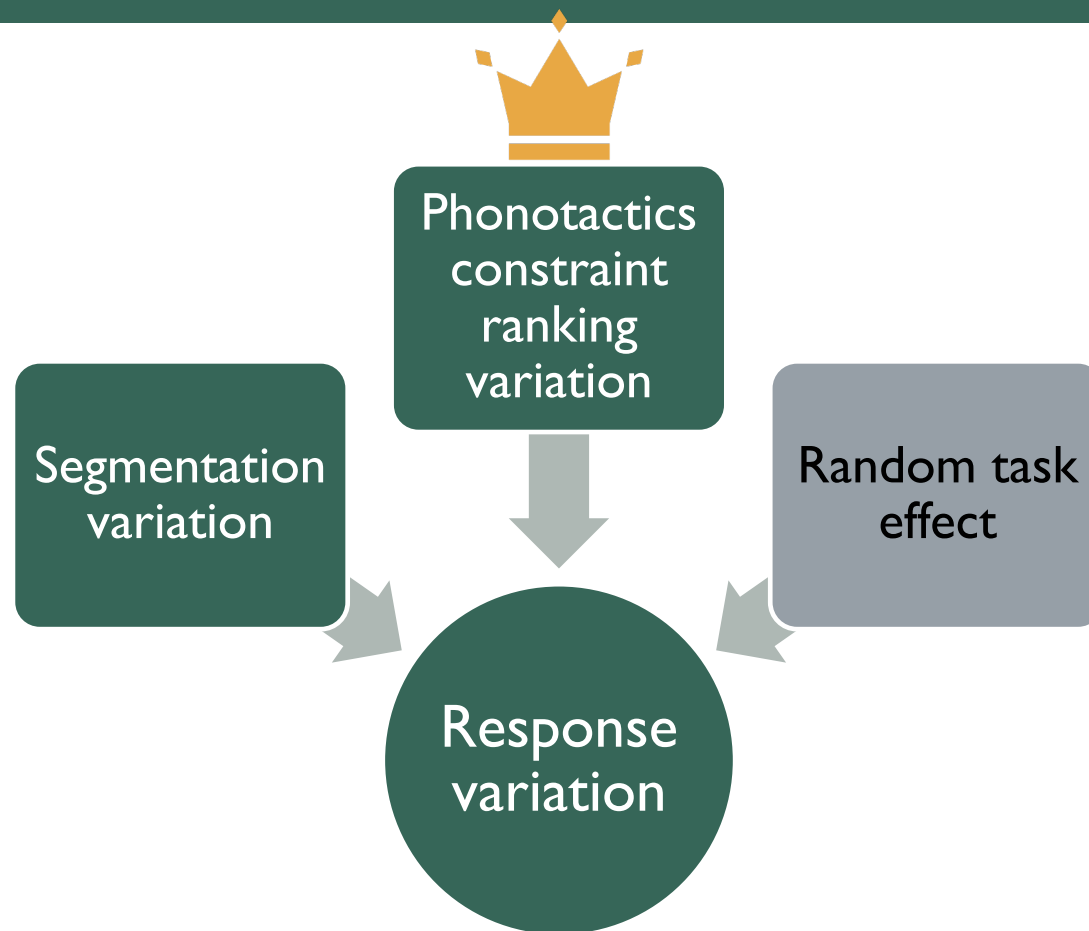 Phonotactics
constraint
ranking
variation
Segmentation
variation
Random task
effect
Response
variation